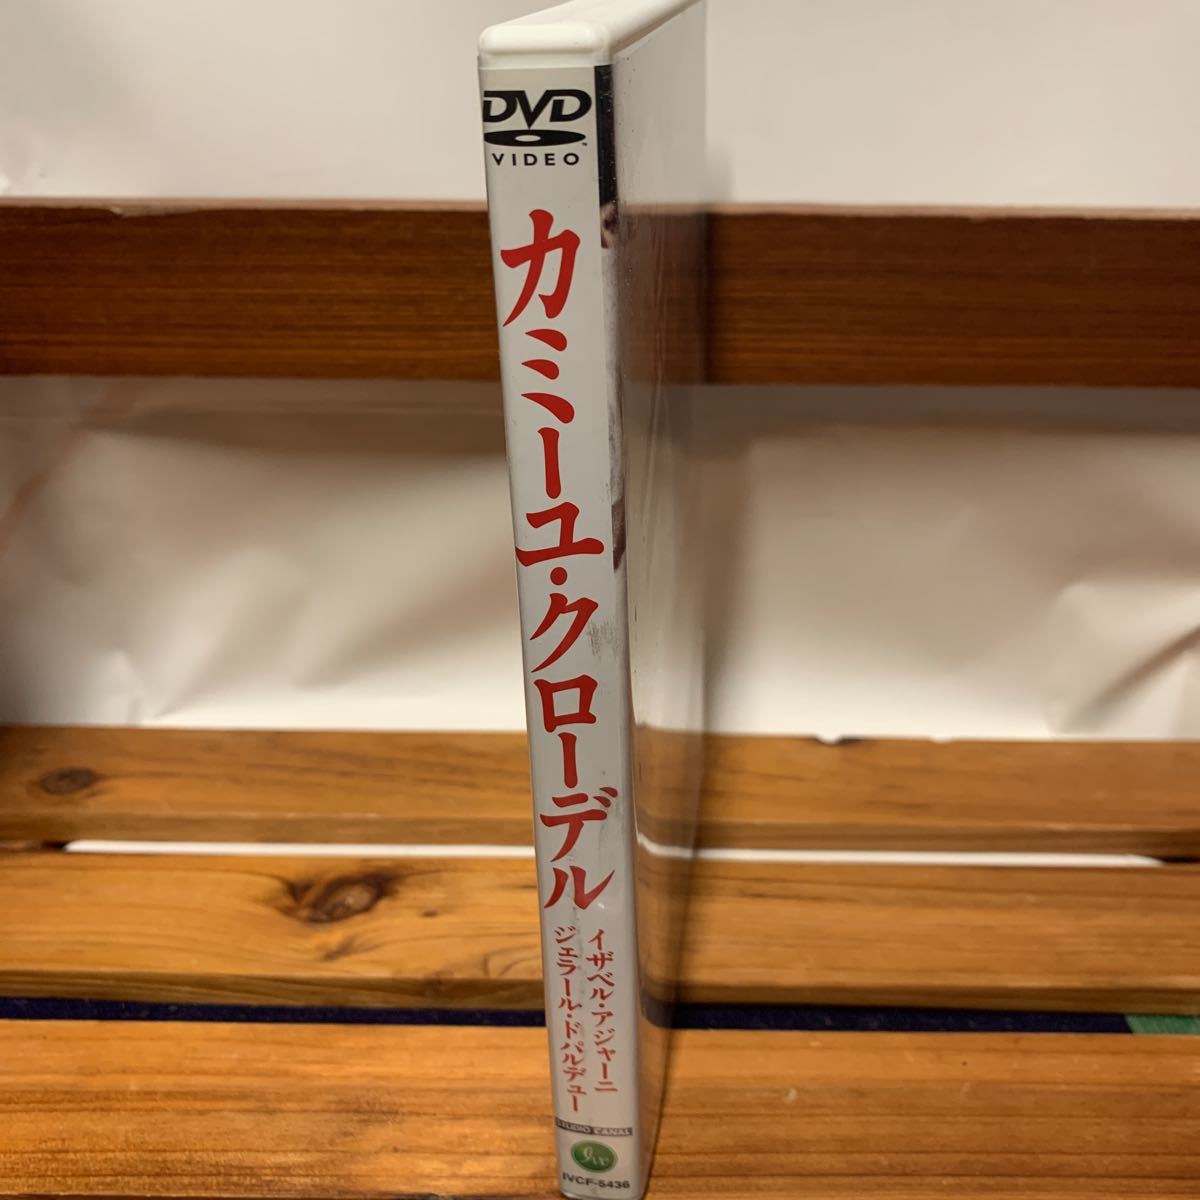 DVD
VIDEO
カミーユ・クローデル
イザベル・アジャーニ
ジェラール・ドパルデュー
STUDIO CANAL
IVC
IVCF-5436